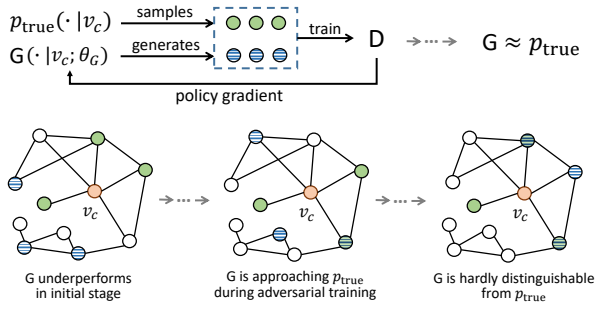 p_true(· |v_c) samples
G(· |v_c; θ_G) generates
train
D
G ≈ p_true
policy gradient
v_c
v_c
v_c
G underperforms
in initial stage
G is approaching p_true
during adversarial training
G is hardly distinguishable
from p_true